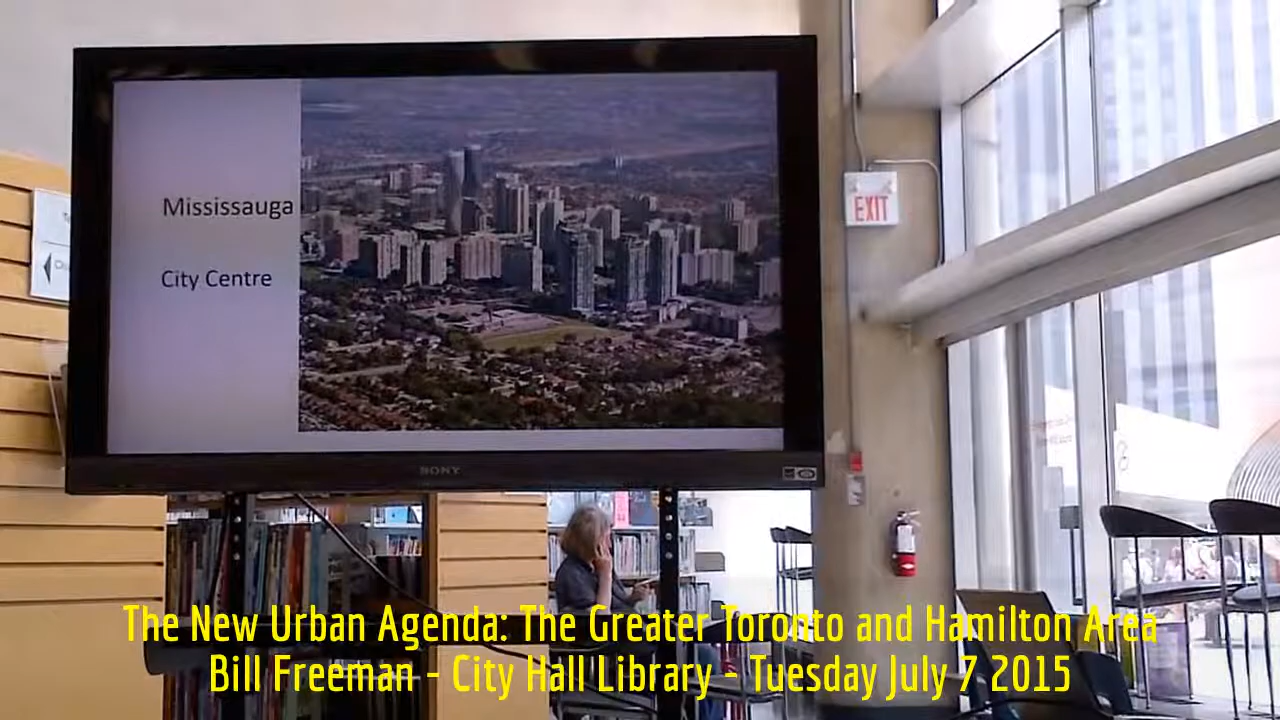 Mississauga
City Centre
EXIT
SONY
The New Urban Agenda: The Greater Toronto and Hamilton Area
Bill Freeman - City Hall Library - Tuesday July 7 2015